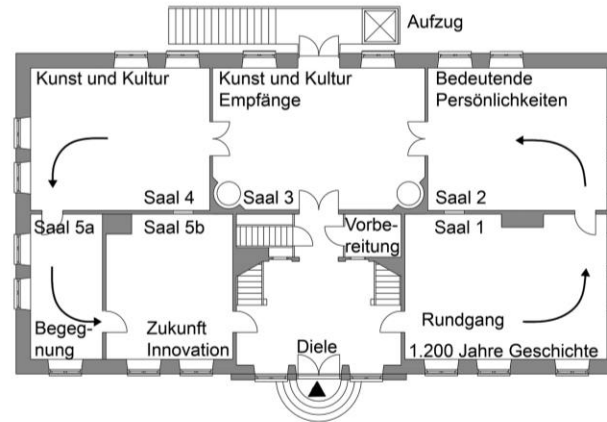 Aufzug
Kunst und Kultur
Kunst und Kultur
Empfänge
Bedeutende
Persönlichkeiten
Saal 4
Saal 3
Saal 2
Saal 5a
Saal 5b
Vorbe-
reitung
Saal 1
Begeg-
nung
Zukunft
Innovation
Diele
Rundgang
1.200 Jahre Geschichte